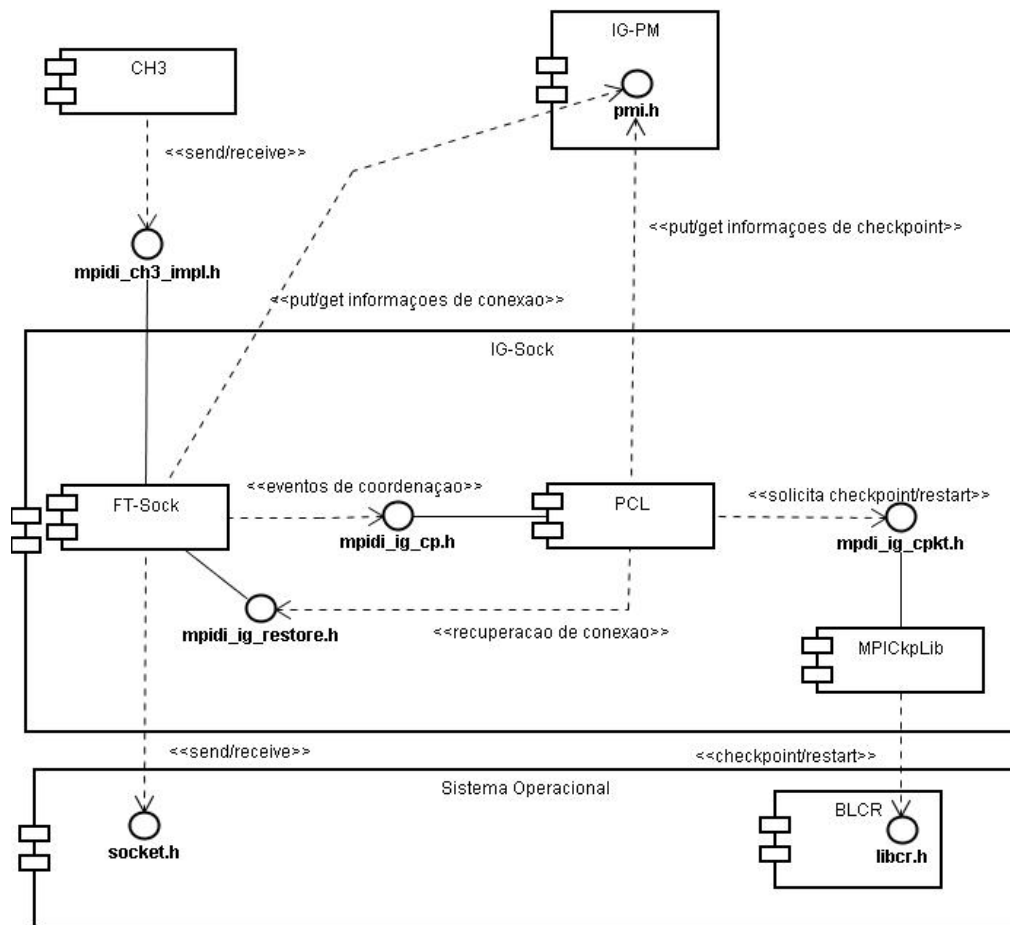 IG-PM
CH3
pmi.h
<<send/receive>>
<<put/get informaçoes de checkpoint>>
mpidi_ch3_impl.h
<<put/get informaçoes de conexao>>
IG-Sock
<<eventos de coordenaçao>>
<<solicita checkpoint/restart>>
FT-Sock
PCL
mpidi_ig_cp.h
mpdi_ig_cpkt.h
mpidi_ig_restore.h
<<recuperacao de conexao>>
MPICkpLib
<<send/receive>>
<<checkpoint/restart>>
Sistema Operacional
BLCR
socket.h
libcr.h